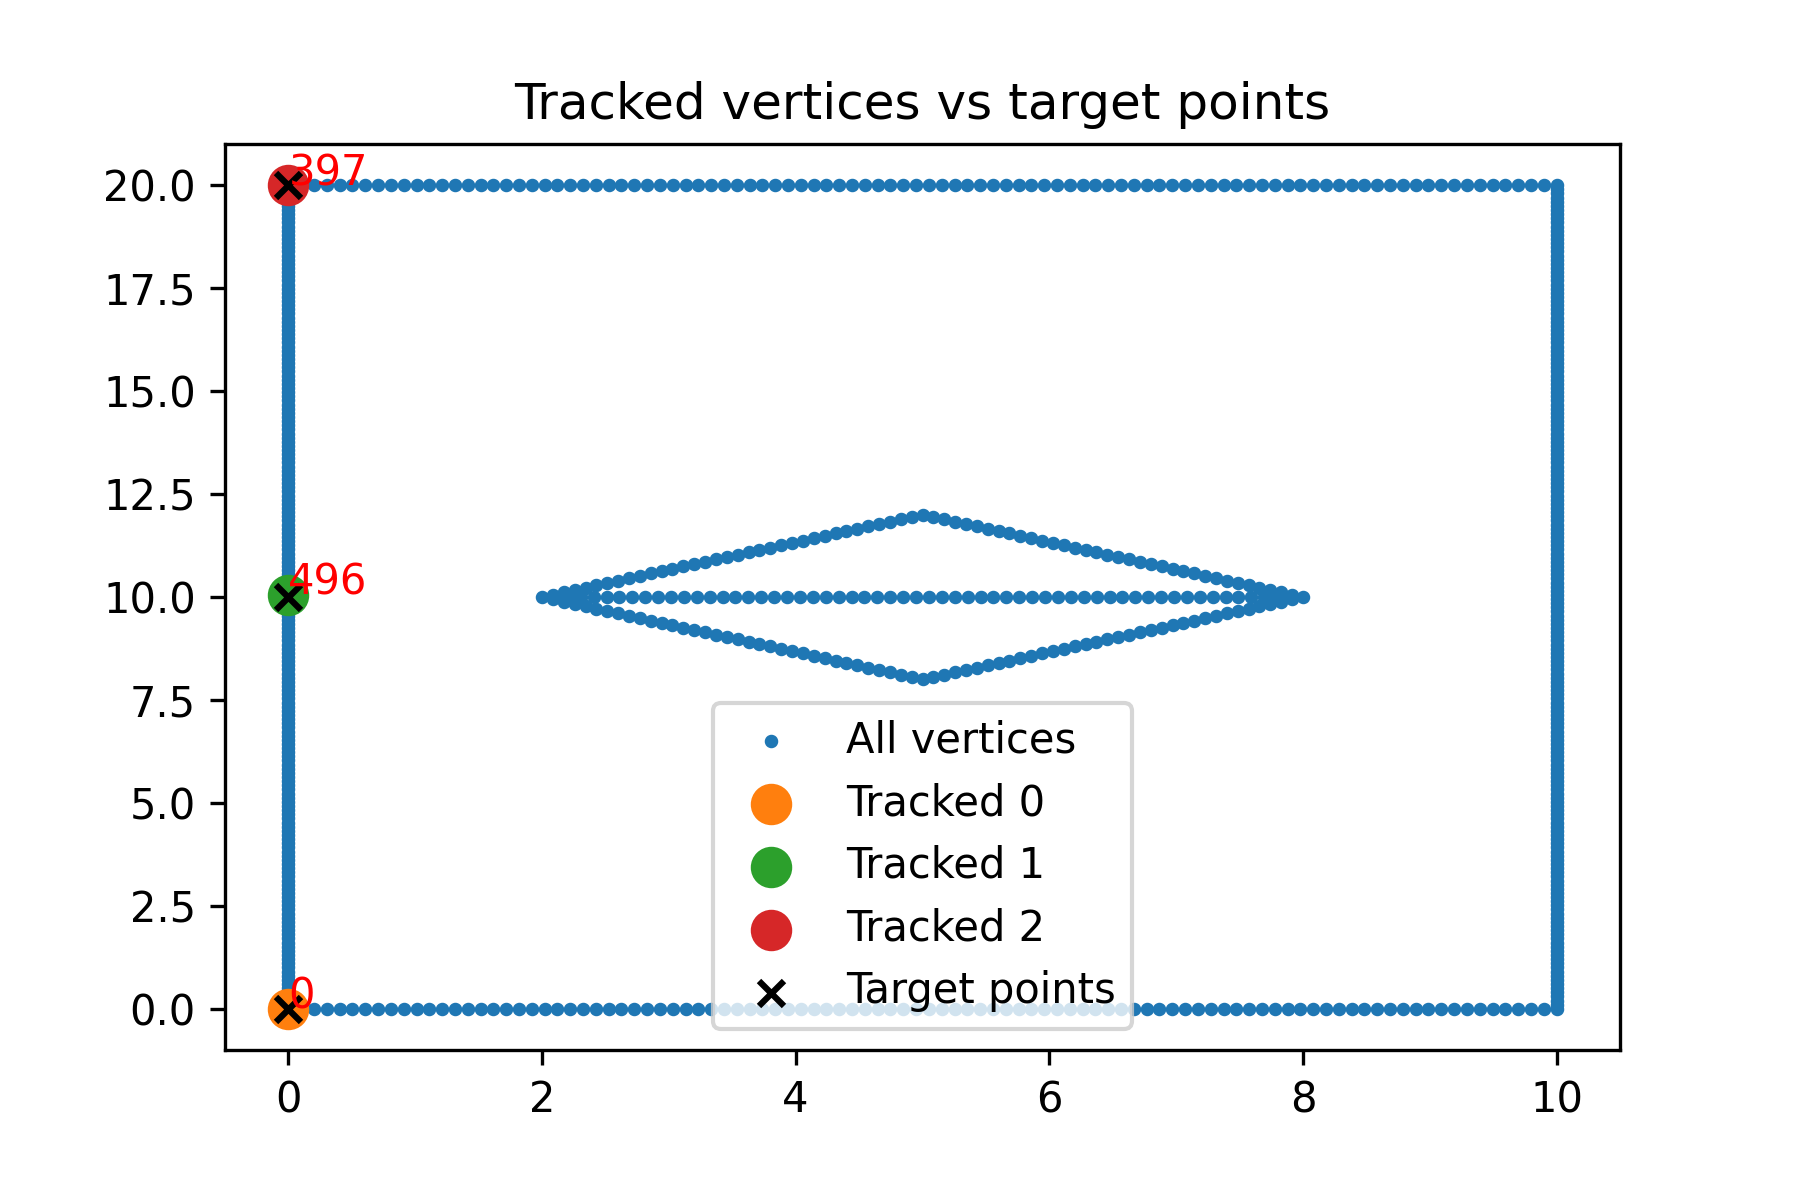 Tracked vertices vs target points
20.0
17.5
15.0
12.5
10.0
7.5
5.0
2.5
0.0
397
496
0
All vertices
Tracked 0
Tracked 1
Tracked 2
Target points
0 2 4 6 8 10